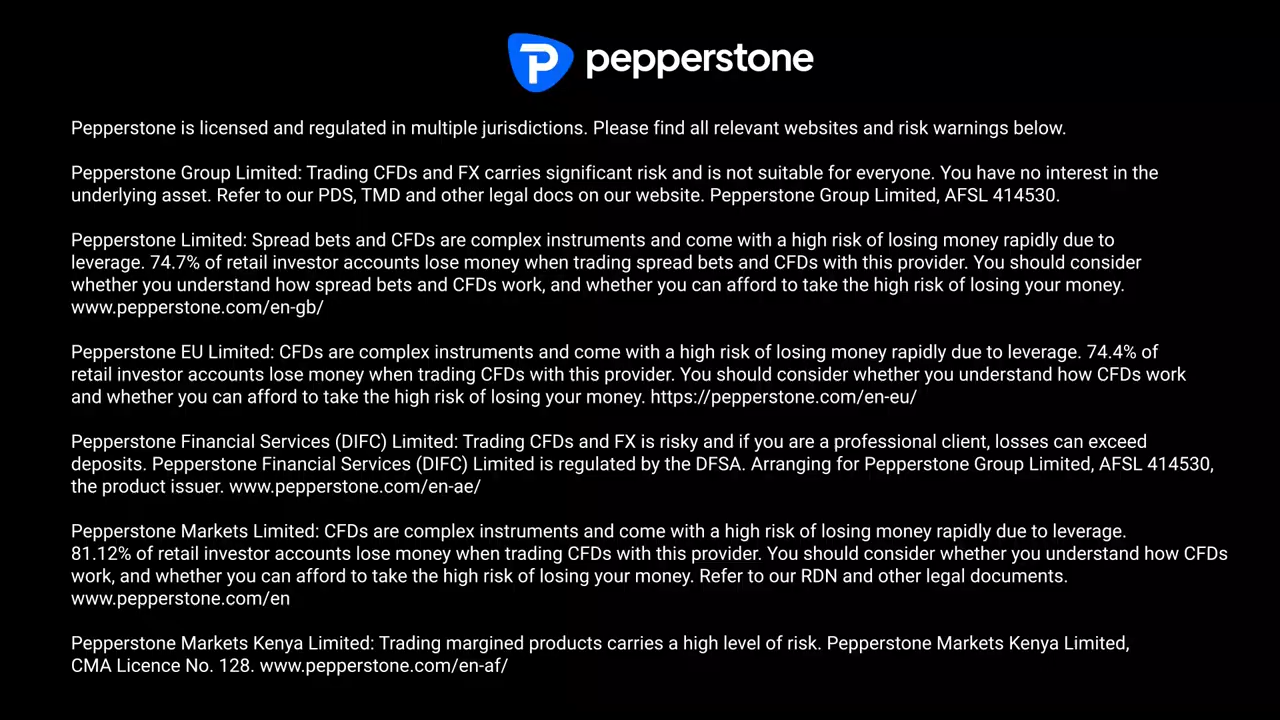 pepperstone
Pepperstone is licensed and regulated in multiple jurisdictions. Please find all relevant websites and risk warnings below.
Pepperstone Group Limited: Trading CFDs and FX carries significant risk and is not suitable for everyone. You have no interest in the
underlying asset. Refer to our PDS, TMD and other legal docs on our website. Pepperstone Group Limited, AFSL 414530.
Pepperstone Limited: Spread bets and CFDs are complex instruments and come with a high risk of losing money rapidly due to
leverage. 74.7% of retail investor accounts lose money when trading spread bets and CFDs with this provider. You should consider
whether you understand how spread bets and CFDs work, and whether you can afford to take the high risk of losing your money.
www.pepperstone.com/en-gb/
Pepperstone EU Limited: CFDs are complex instruments and come with a high risk of losing money rapidly due to leverage. 74.4% of
retail investor accounts lose money when trading CFDs with this provider. You should consider whether you understand how CFDs work
and whether you can afford to take the high risk of losing your money. https://pepperstone.com/en-eu/
Pepperstone Financial Services (DIFC) Limited: Trading CFDs and FX is risky and if you are a professional client, losses can exceed
deposits. Pepperstone Financial Services (DIFC) Limited is regulated by the DFSA. Arranging for Pepperstone Group Limited, AFSL 414530,
the product issuer. www.pepperstone.com/en-ae/
Pepperstone Markets Limited: CFDs are complex instruments and come with a high risk of losing money rapidly due to leverage.
81.12% of retail investor accounts lose money when trading CFDs with this provider. You should consider whether you understand how CFDs
work, and whether you can afford to take the high risk of losing your money. Refer to our RDN and other legal documents.
www.pepperstone.com/en
Pepperstone Markets Kenya Limited: Trading margined products carries a high level of risk. Pepperstone Markets Kenya Limited,
CMA Licence No. 128. www.pepperstone.com/en-af/